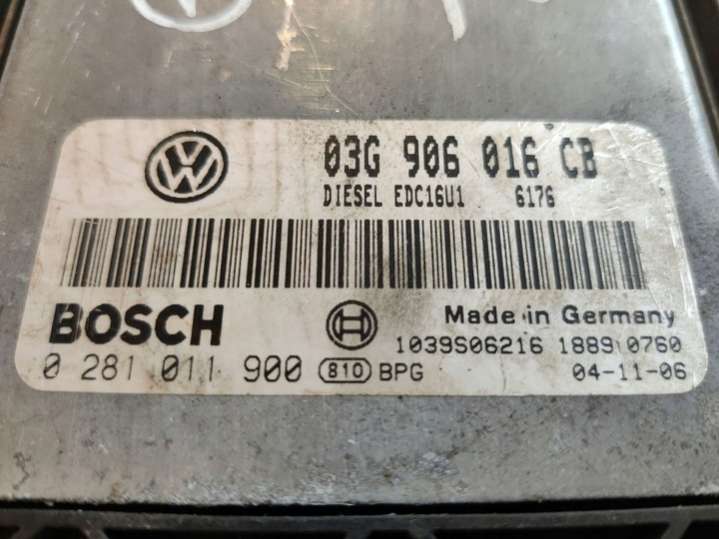 03G 906 016 CB
DIESEL EDC16U1 6176
BOSCH
Made in Germany
1039S06216 1889 0760
0 281 011 900 810 BPG 04-11-06